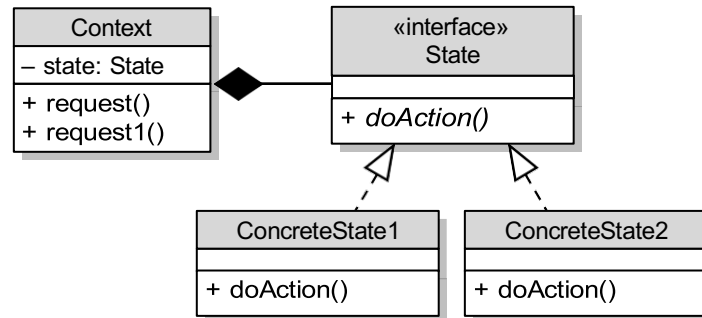 Context
– state: State
+ request()
+ request1()
«interface»
State
+ doAction()
ConcreteState1
+ doAction()
ConcreteState2
+ doAction()